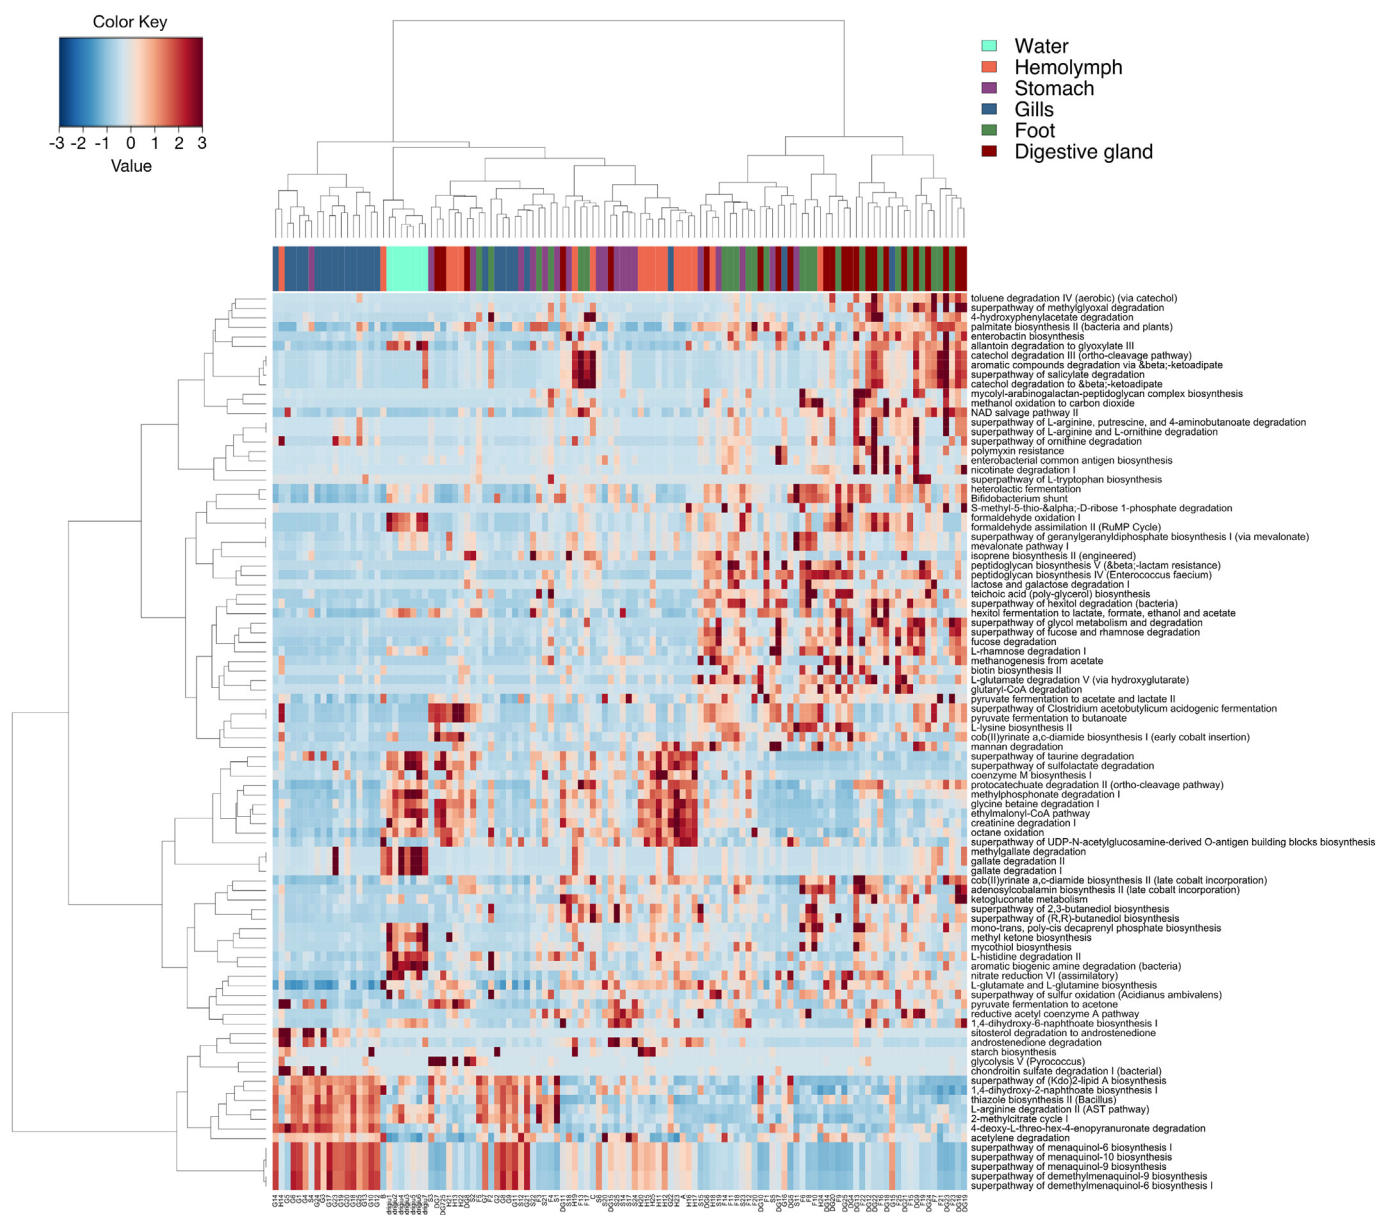 Color Key
-3 -2 -1 0 1 2 3
Value
Water
Hemolymph
Stomach
Gills
Foot
Digestive gland
toluene degradation IV (aerobic) (via catechol)
superpathway of methylglyoxal degradation
4-hydroxyphenylacetate degradation
palmitate biosynthesis II (bacteria and plants)
enterobactin biosynthesis
allantoin degradation to glyoxylate III
catechol degradation III (ortho-cleavage pathway)
aromatic compounds degradation via &beta;-ketoadipate
superpathway of salicylate degradation
catechol degradation to &beta;-ketoadipate
mycolyl-arabinogalactan-peptidoglycan complex biosynthesis
methanol oxidation to carbon dioxide
NAD salvage pathway II
superpathway of L-arginine, putrescine, and 4-aminobutanoate degradation
superpathway of L-arginine and L-ornithine degradation
superpathway of ornithine degradation
polymyxin resistance
enterobacterial common antigen biosynthesis
nicotinate degradation I
superpathway of L-tryptophan biosynthesis
heterolactic fermentation
Bifidobacterium shunt
S-methyl-5-thio-&alpha;-D-ribose 1-phosphate degradation
formaldehyde oxidation I
formaldehyde assimilation II (RuMP Cycle)
superpathway of geranylgeranyldiphosphate biosynthesis I (via mevalonate)
mevalonate pathway I
isoprene biosynthesis II (engineered)
peptidoglycan biosynthesis V (&beta;-lactam resistance)
peptidoglycan biosynthesis IV (Enterococcus faecium)
lactose and galactose degradation I
teichoic acid (poly-glycerol) biosynthesis
superpathway of hexitol degradation (bacteria)
hexitol fermentation to lactate, formate, ethanol and acetate
superpathway of glycol metabolism and degradation
superpathway of fucose and rhamnose degradation
fucose degradation
L-rhamnose degradation I
methanogenesis from acetate
biotin biosynthesis II
L-glutamate degradation V (via hydroxyglutarate)
glutaryl-CoA degradation
pyruvate fermentation to acetate and lactate II
superpathway of Clostridium acetobutylicum acidogenic fermentation
pyruvate fermentation to butanoate
L-lysine biosynthesis II
cob(II)yrinate a,c-diamide biosynthesis I (early cobalt insertion)
mannan degradation
superpathway of taurine degradation
superpathway of sulfolactate degradation
coenzyme M biosynthesis I
protocatechuate degradation II (ortho-cleavage pathway)
methylphosphonate degradation I
glycine betaine degradation I
ethylmalonyl-CoA pathway
creatinine degradation I
octane oxidation
superpathway of UDP-N-acetylglucosamine-derived O-antigen building blocks biosynthesis
methylgallate degradation
gallate degradation II
gallate degradation I
cob(II)yrinate a,c-diamide biosynthesis II (late cobalt incorporation)
adenosylcobalamin biosynthesis II (late cobalt incorporation)
ketogluconate metabolism
superpathway of 2,3-butanediol biosynthesis
superpathway of (R,R)-butanediol biosynthesis
mono-trans, poly-cis decaprenyl phosphate biosynthesis
methyl ketone biosynthesis
mycothiol biosynthesis
L-histidine degradation II
aromatic biogenic amine degradation (bacteria)
nitrate reduction VI (assimilatory)
L-glutamate and L-glutamine biosynthesis
superpathway of sulfur oxidation (Acidianus ambivalens)
pyruvate fermentation to acetone
reductive acetyl coenzyme A pathway
1,4-dihydroxy-6-naphthoate biosynthesis I
sitosterol degradation to androstenedione
androstenedione degradation
starch biosynthesis
glycolysis V (Pyrococcus)
chondroitin sulfate degradation I (bacterial)
superpathway of (Kdo)2-lipid A biosynthesis
1,4-dihydroxy-2-naphthoate biosynthesis I
thiazole biosynthesis II (Bacillus)
L-arginine degradation II (AST pathway)
2-methylcitrate cycle I
4-deoxy-L-threo-hex-4-enopyranuronate degradation
acetylene degradation
superpathway of menaquinol-6 biosynthesis I
superpathway of menaquinol-10 biosynthesis
superpathway of menaquinol-9 biosynthesis
superpathway of demethylmenaquinol-9 biosynthesis
superpathway of demethylmenaquinol-6 biosynthesis I